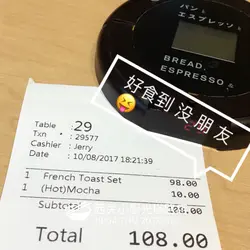 パンと
エスプレッソと
BREAD,
ESPRESSO &
好食到没朋友
Table : 29
Txn : 29577
Cashier : Jerry
Date : 10/08/2017 18:21:39
1 French Toast Set 98.00
1 (Hot)Mocha 10.00
Subtotal 108.00
Total 108.00